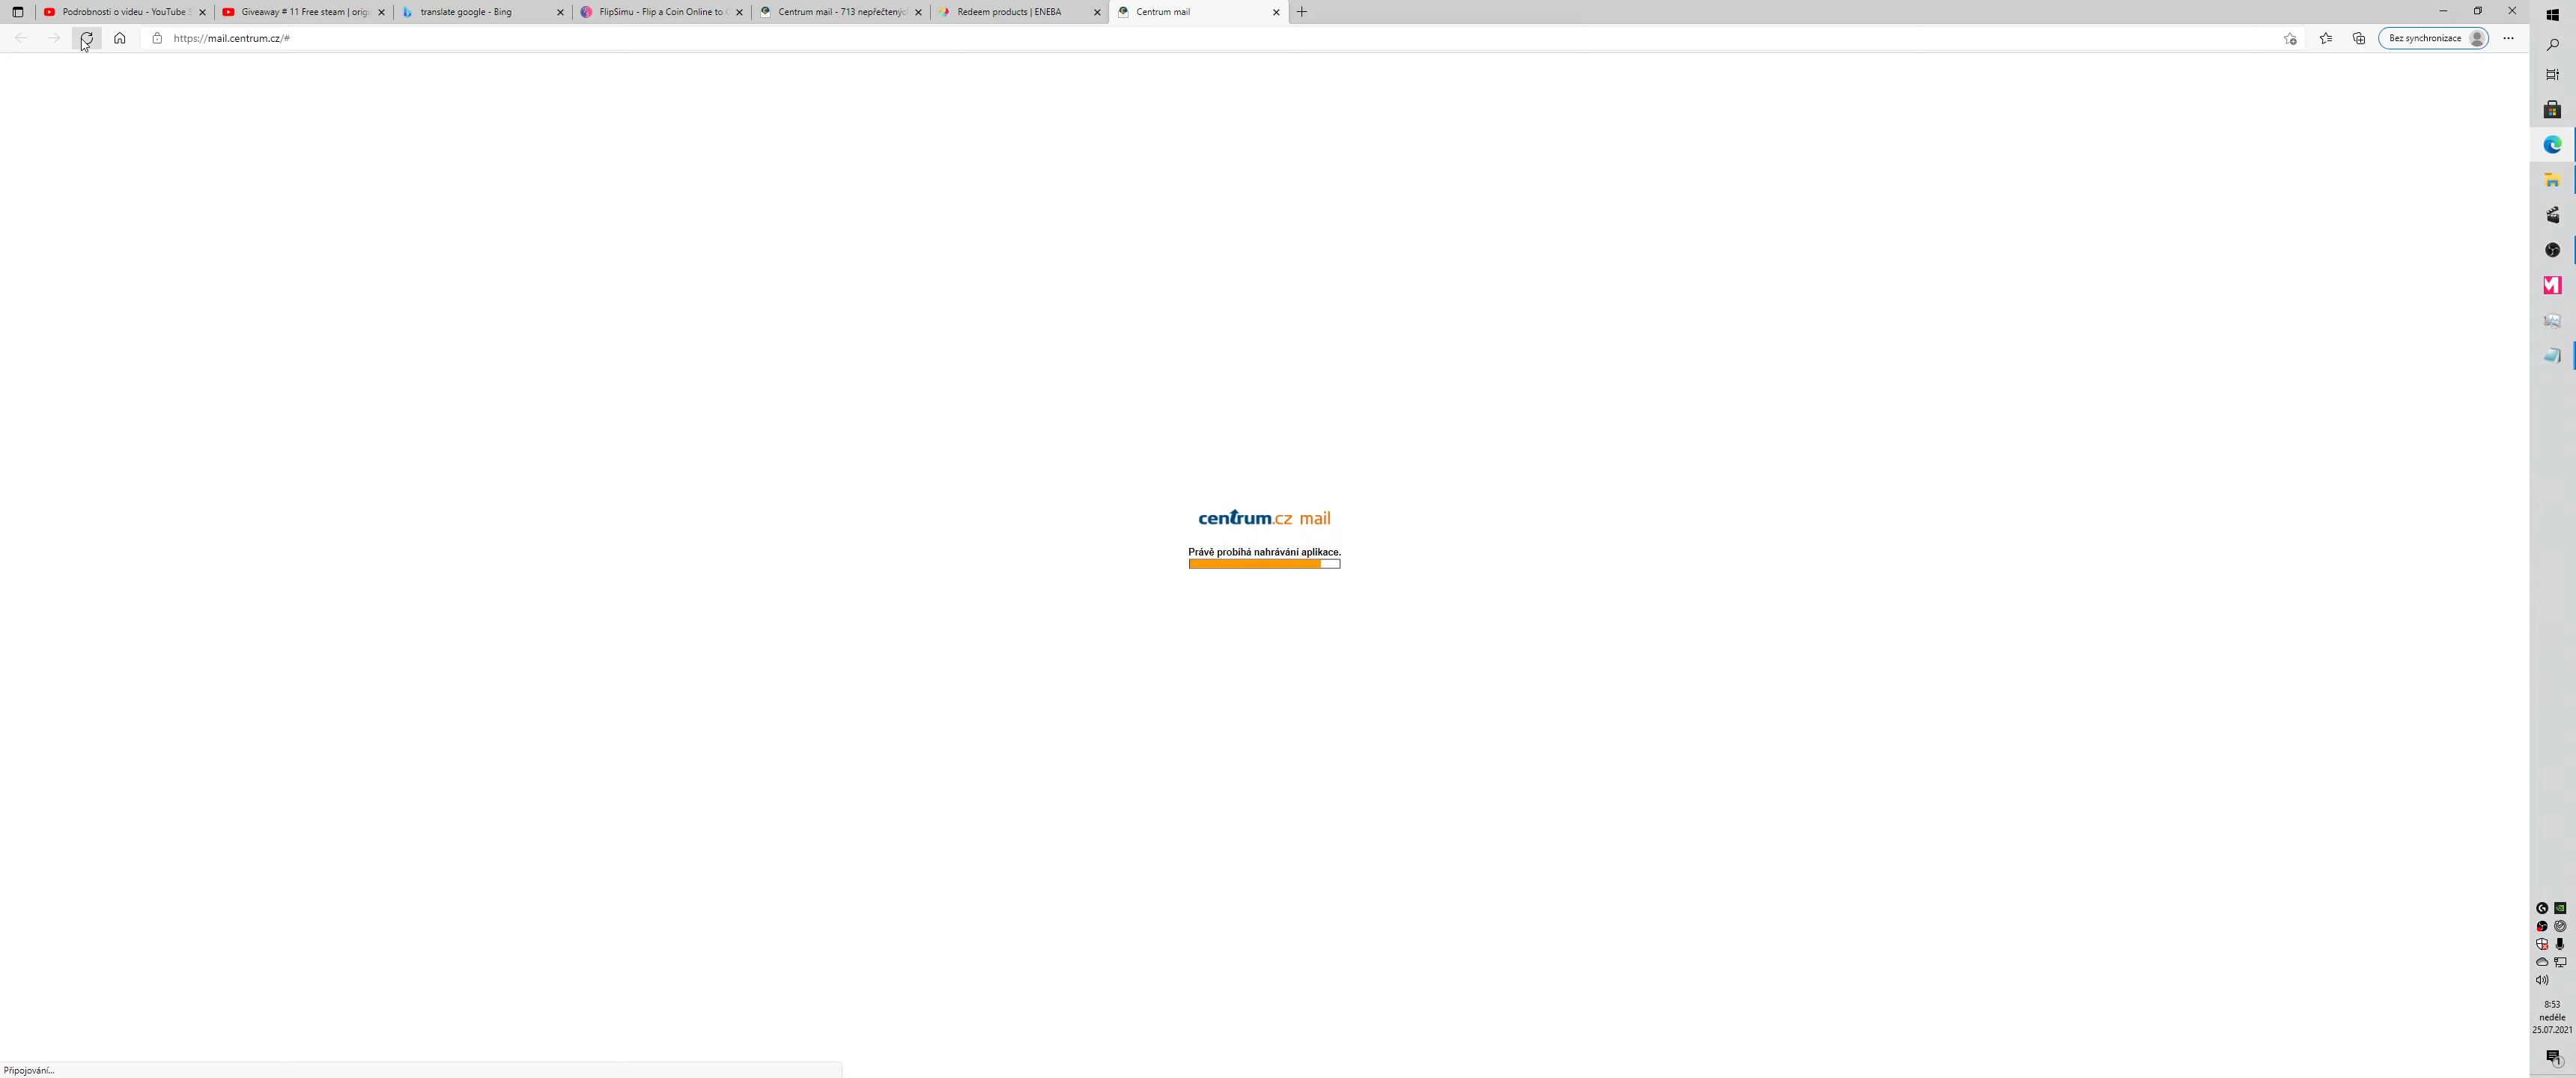 Podrobnosti o videu - YouTube S
Giveaway # 11 Free steam | orig
translate google - Bing
FlipSimu - Flip a Coin Online to
Centrum mail - 713 nepřečtenýc
Redeem products | ENEBA
Centrum mail
https://mail.centrum.cz/#
Bez synchronizace
centrum.cz mail
Právě probíhá nahrávání aplikace.
8:53
neděle
25.07.2021
1
Připojování...